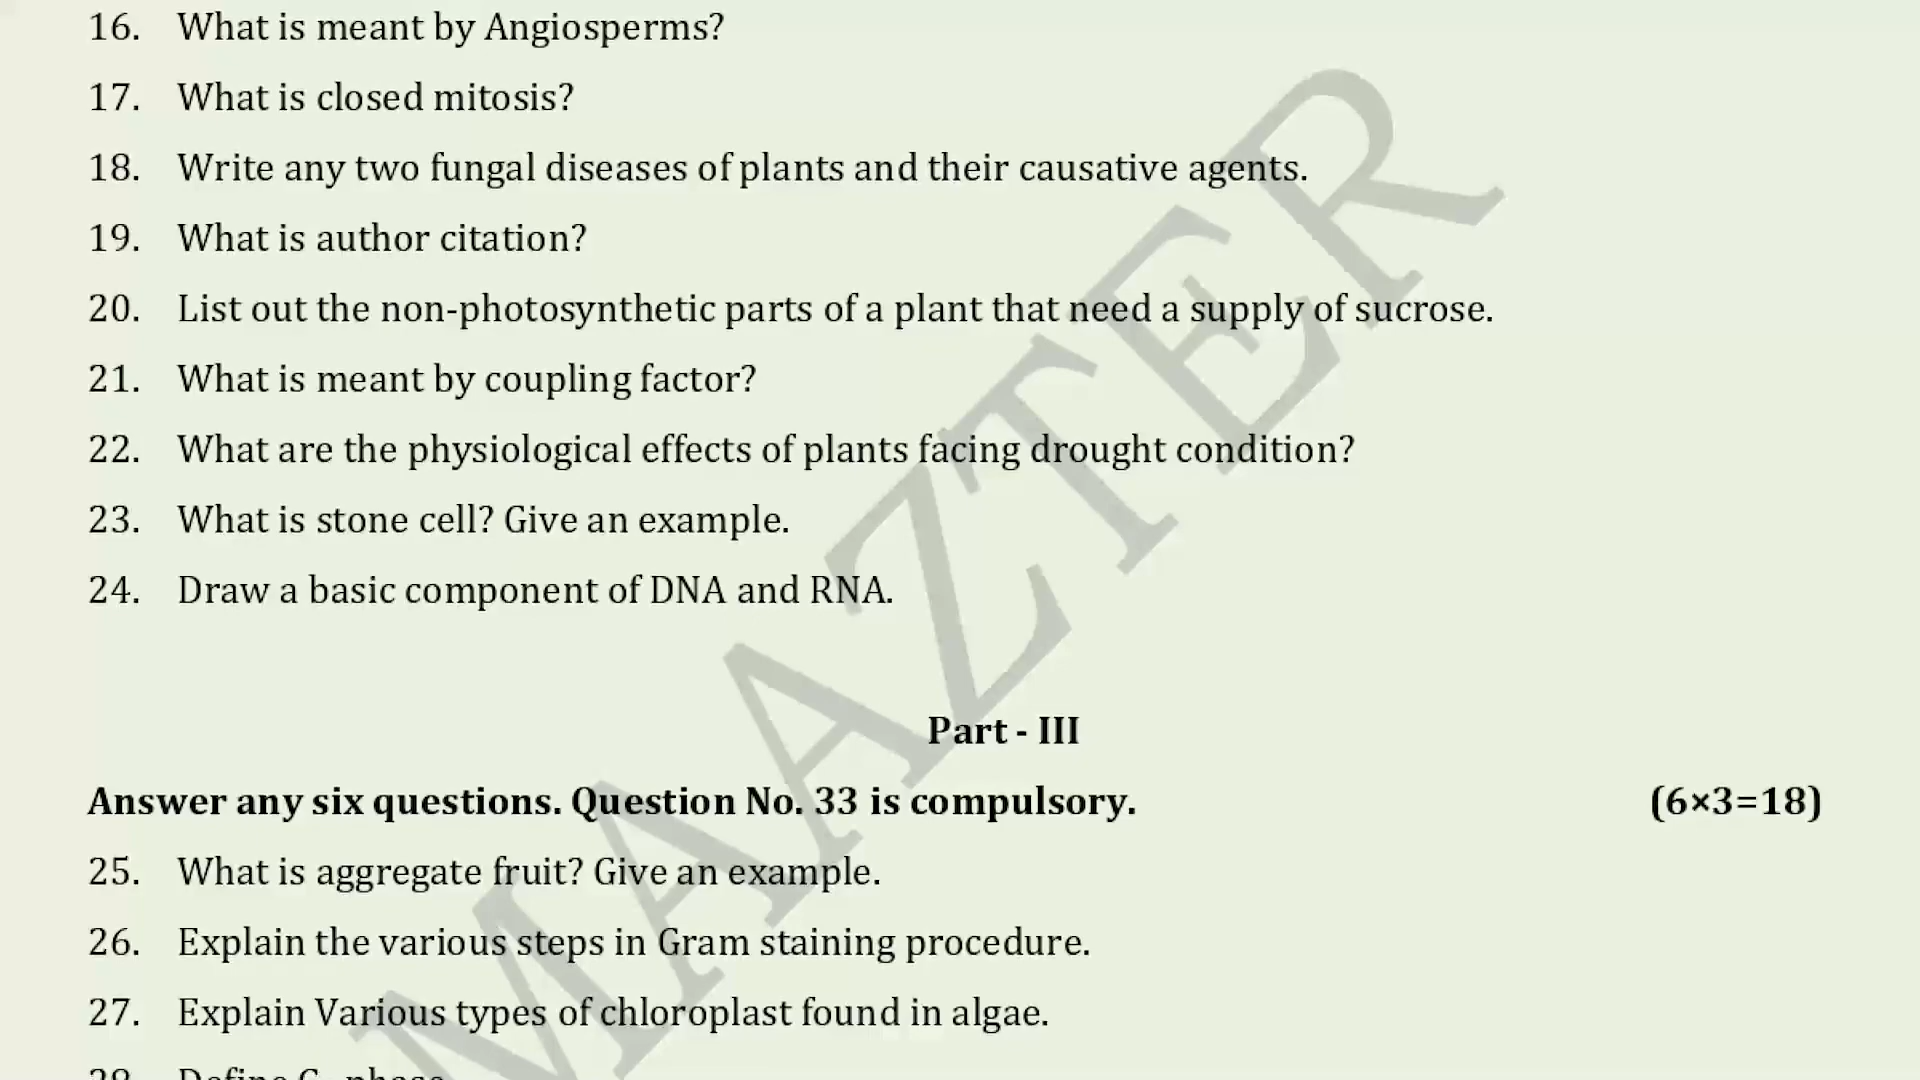 16. What is meant by Angiosperms?
17. What is closed mitosis?
18. Write any two fungal diseases of plants and their causative agents.
19. What is author citation?
20. List out the non-photosynthetic parts of a plant that need a supply of sucrose.
21. What is meant by coupling factor?
22. What are the physiological effects of plants facing drought condition?
23. What is stone cell? Give an example.
24. Draw a basic component of DNA and RNA.
Part - III
Answer any six questions. Question No. 33 is compulsory. (6×3=18)
25. What is aggregate fruit? Give an example.
26. Explain the various steps in Gram staining procedure.
27. Explain Various types of chloroplast found in algae.
28. Define phase
MAAZTER